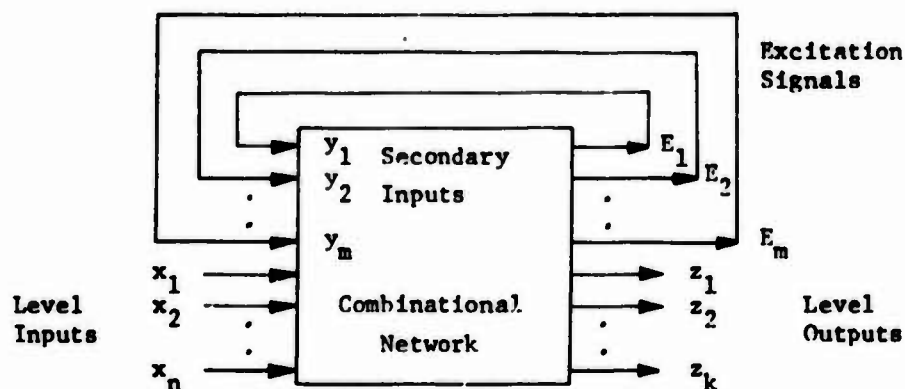 Excitation
Signals
y1 Secondary E1
y2 Inputs E2
ym Em
x1 z1
Level x2 Combinational z2 Level
Inputs Network Outputs
xn zk